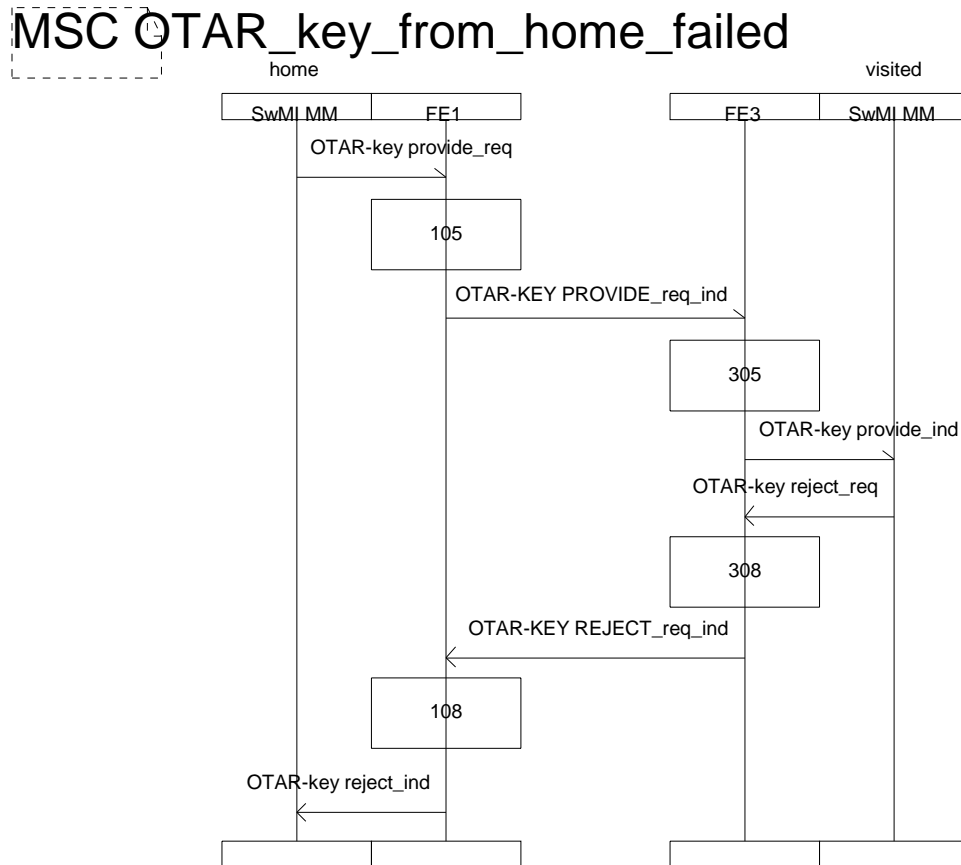 MSC OTAR_key_from_home_failed
home visited
SwMI MM FE1 FE3 SwMI MM
OTAR-key provide_req
105
OTAR-KEY PROVIDE_req_ind
305
OTAR-key provide_ind
OTAR-key reject_req
308
OTAR-KEY REJECT_req_ind
108
OTAR-key reject_ind